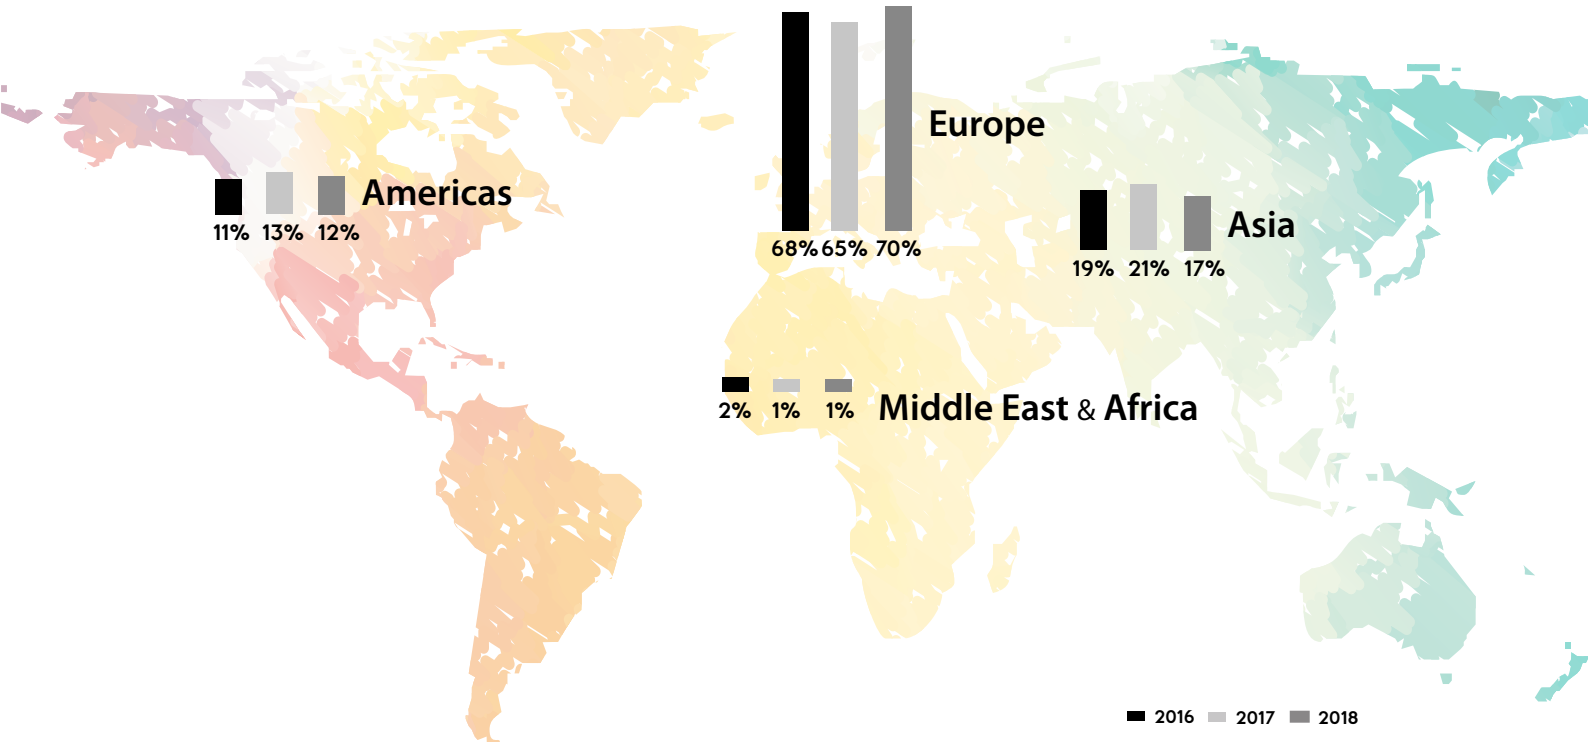 Europe
68% 65% 70%
Americas
11% 13% 12%
Asia
19% 21% 17%
Middle East & Africa
2% 1% 1%
2016 2017 2018